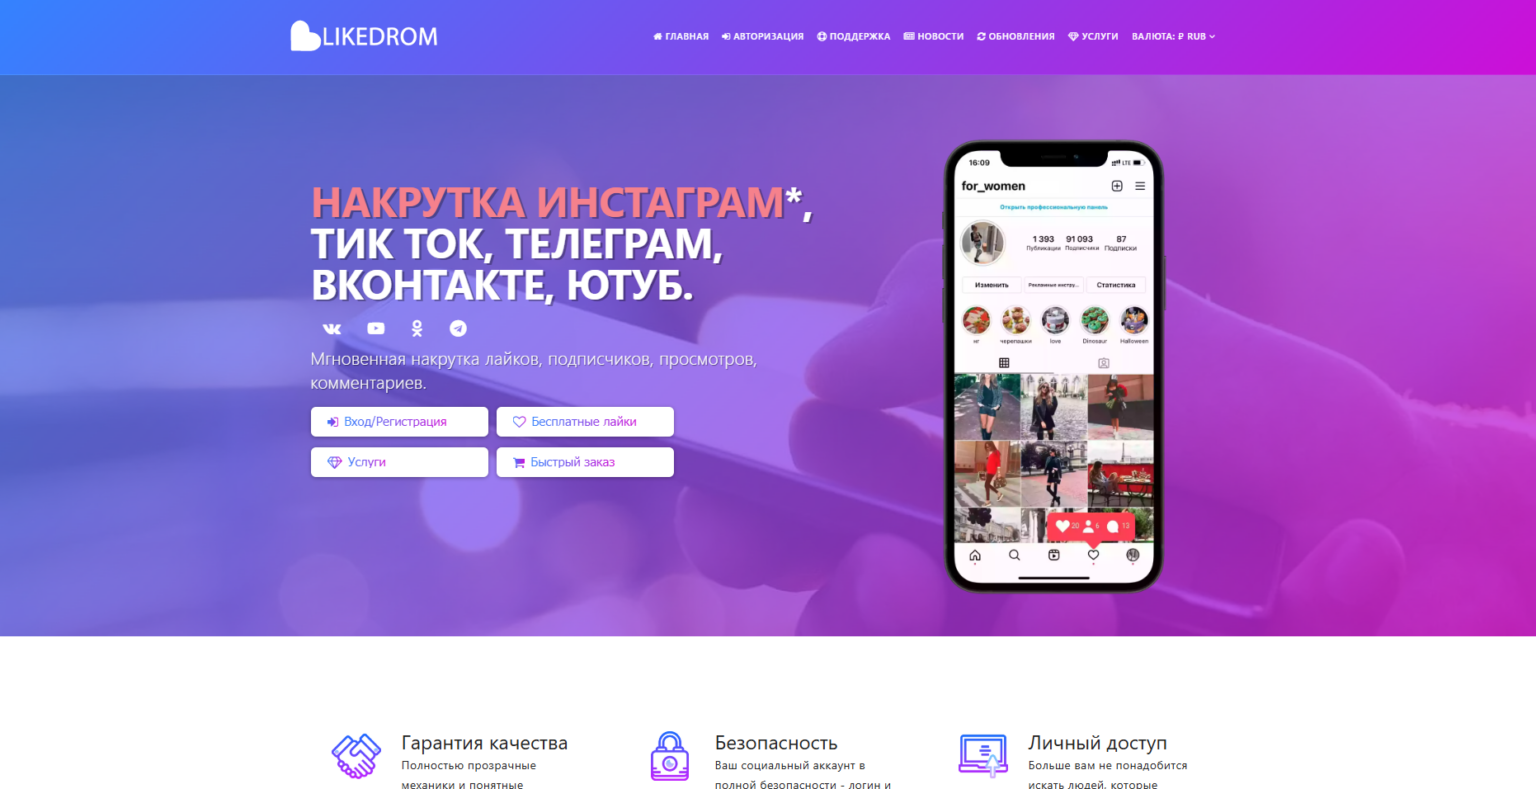 LIKEDROM
ГЛАВНАЯ АВТОРИЗАЦИЯ ПОДДЕРЖКА НОВОСТИ ОБНОВЛЕНИЯ УСЛУГИ ВАЛЮТА: ₽ RUB
НАКРУТКА ИНСТАГРАМ*,
ТИК ТОК, ТЕЛЕГРАМ,
ВКОНТАКТЕ, ЮТУБ.
Мгновенная накрутка лайков, подписчиков, просмотров,
комментариев.
Вход/Регистрация Бесплатные лайки
Услуги Быстрый заказ
16:09 LTE
for_women
Открыть профессиональную панель
1 393 91 093 87
Публикации Подписчики Подписки
Изменить Рекламные инстру... Статистика
нг черепашки love Dinosaur Halloween
20 6 13
Гарантия качества
Полностью прозрачные
механики и понятные
Безопасность
Ваш социальный аккаунт в
полной безопасности - логин и
Личный доступ
Больше вам не понадобится
искать людей, которые